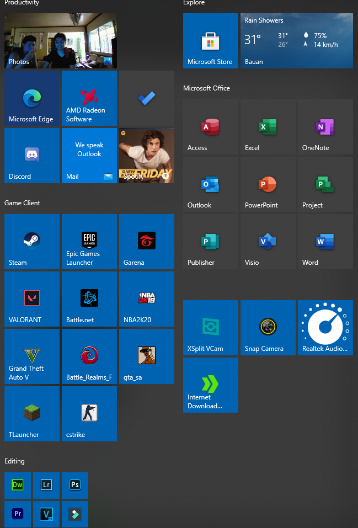 Productivity
Photos
Microsoft Edge
AMD Radeon
Software
Discord
We speak
Outlook
Mail
FRIDAY
Game Client
Steam
EPIC
GAMES
Epic Games
Launcher
Garena
VALORANT
Battle.net
NBA2K20
Grand Theft
Auto V
Battle_Realms_F
gta_sa
TLauncher
cstrike
Editing
Dw
Lr
Ps
Pr
Explore
Microsoft Store
Rain Showers
31°
31°
26°
75%
14 km/h
Bauan
Microsoft Office
Access
Excel
OneNote
Outlook
PowerPoint
Project
Publisher
Visio
Word
XSplit VCam
Snap Camera
Realtek Audio...
Internet
Download...